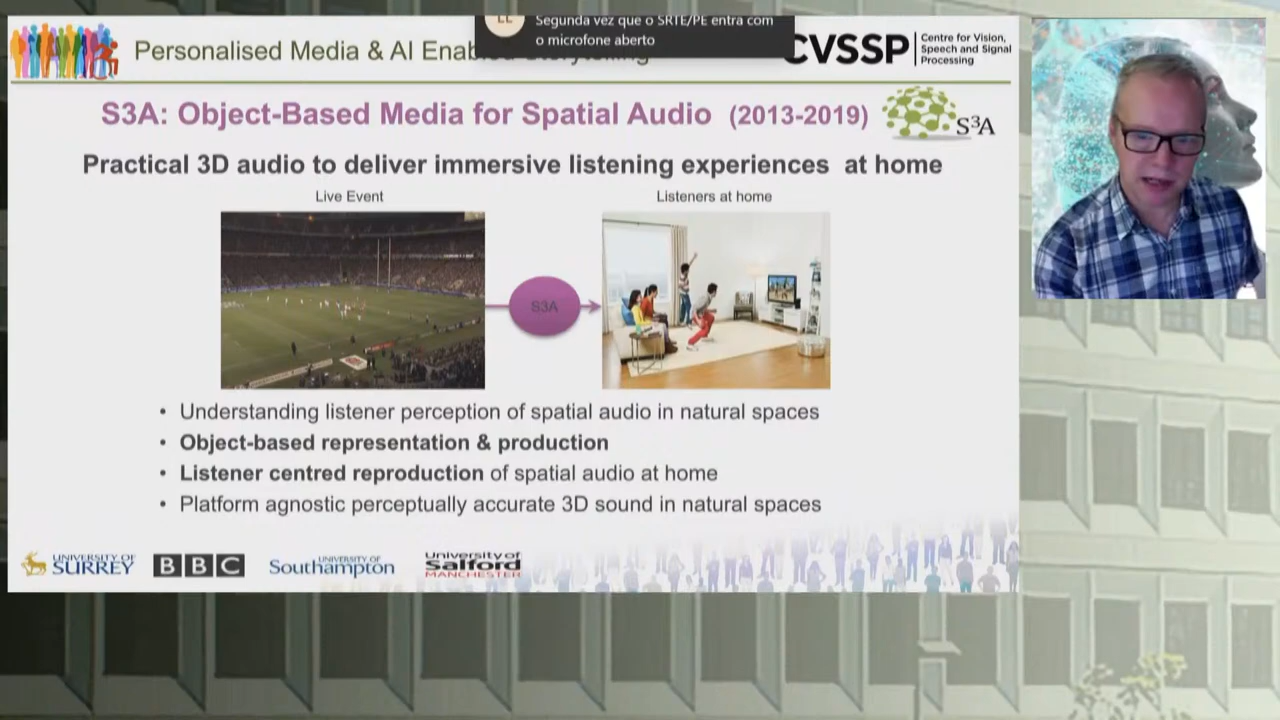 Segunda vez que o SRTE/PE entra com
o microfone aberto
Personalised Media & AI Enabled Storytelling
CVSSP
Centre for Vision,
Speech and Signal
Processing
S3A: Object-Based Media for Spatial Audio (2013-2019)
S³A
Practical 3D audio to deliver immersive listening experiences at home
Live Event
Listeners at home
S3A
• Understanding listener perception of spatial audio in natural spaces
• Object-based representation & production
• Listener centred reproduction of spatial audio at home
• Platform agnostic perceptually accurate 3D sound in natural spaces
UNIVERSITY OF
SURREY
BBC
UNIVERSITY OF
Southampton
University of
Salford
MANCHESTER